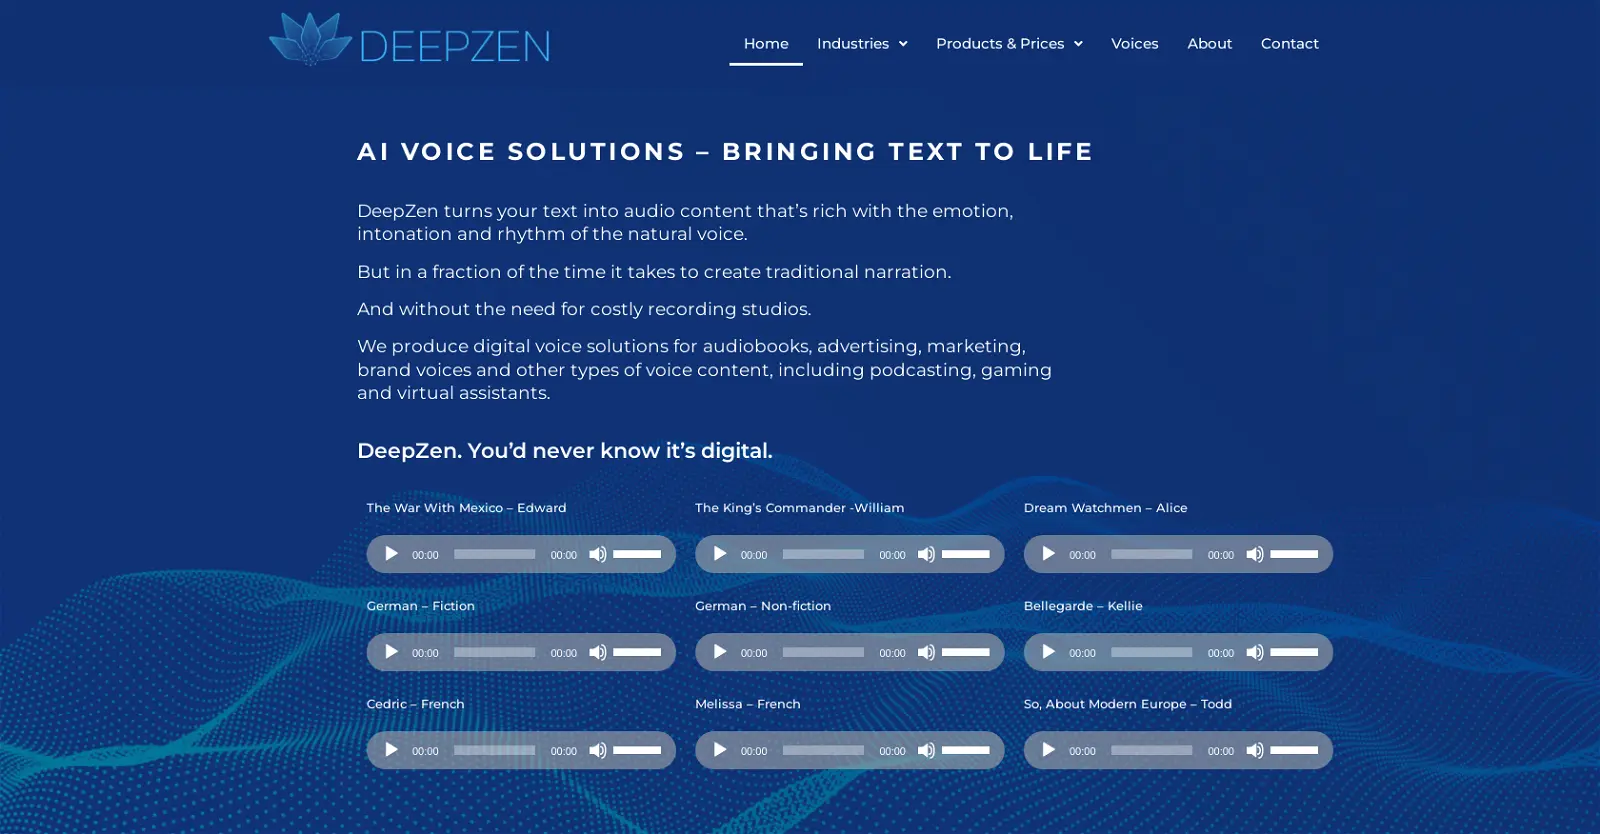 DEEPZEN
Home
Industries
Products & Prices
Voices
About
Contact
AI VOICE SOLUTIONS – BRINGING TEXT TO LIFE
DeepZen turns your text into audio content that’s rich with the emotion,
intonation and rhythm of the natural voice.
But in a fraction of the time it takes to create traditional narration.
And without the need for costly recording studios.
We produce digital voice solutions for audiobooks, advertising, marketing,
brand voices and other types of voice content, including podcasting, gaming
and virtual assistants.
DeepZen. You’d never know it’s digital.
The War With Mexico – Edward
The King’s Commander -William
Dream Watchmen – Alice
00:00 00:00
00:00 00:00
00:00 00:00
German – Fiction
German – Non-fiction
Bellegarde – Kellie
00:00 00:00
00:00 00:00
00:00 00:00
Cedric – French
Melissa – French
So, About Modern Europe – Todd
00:00 00:00
00:00 00:00
00:00 00:00